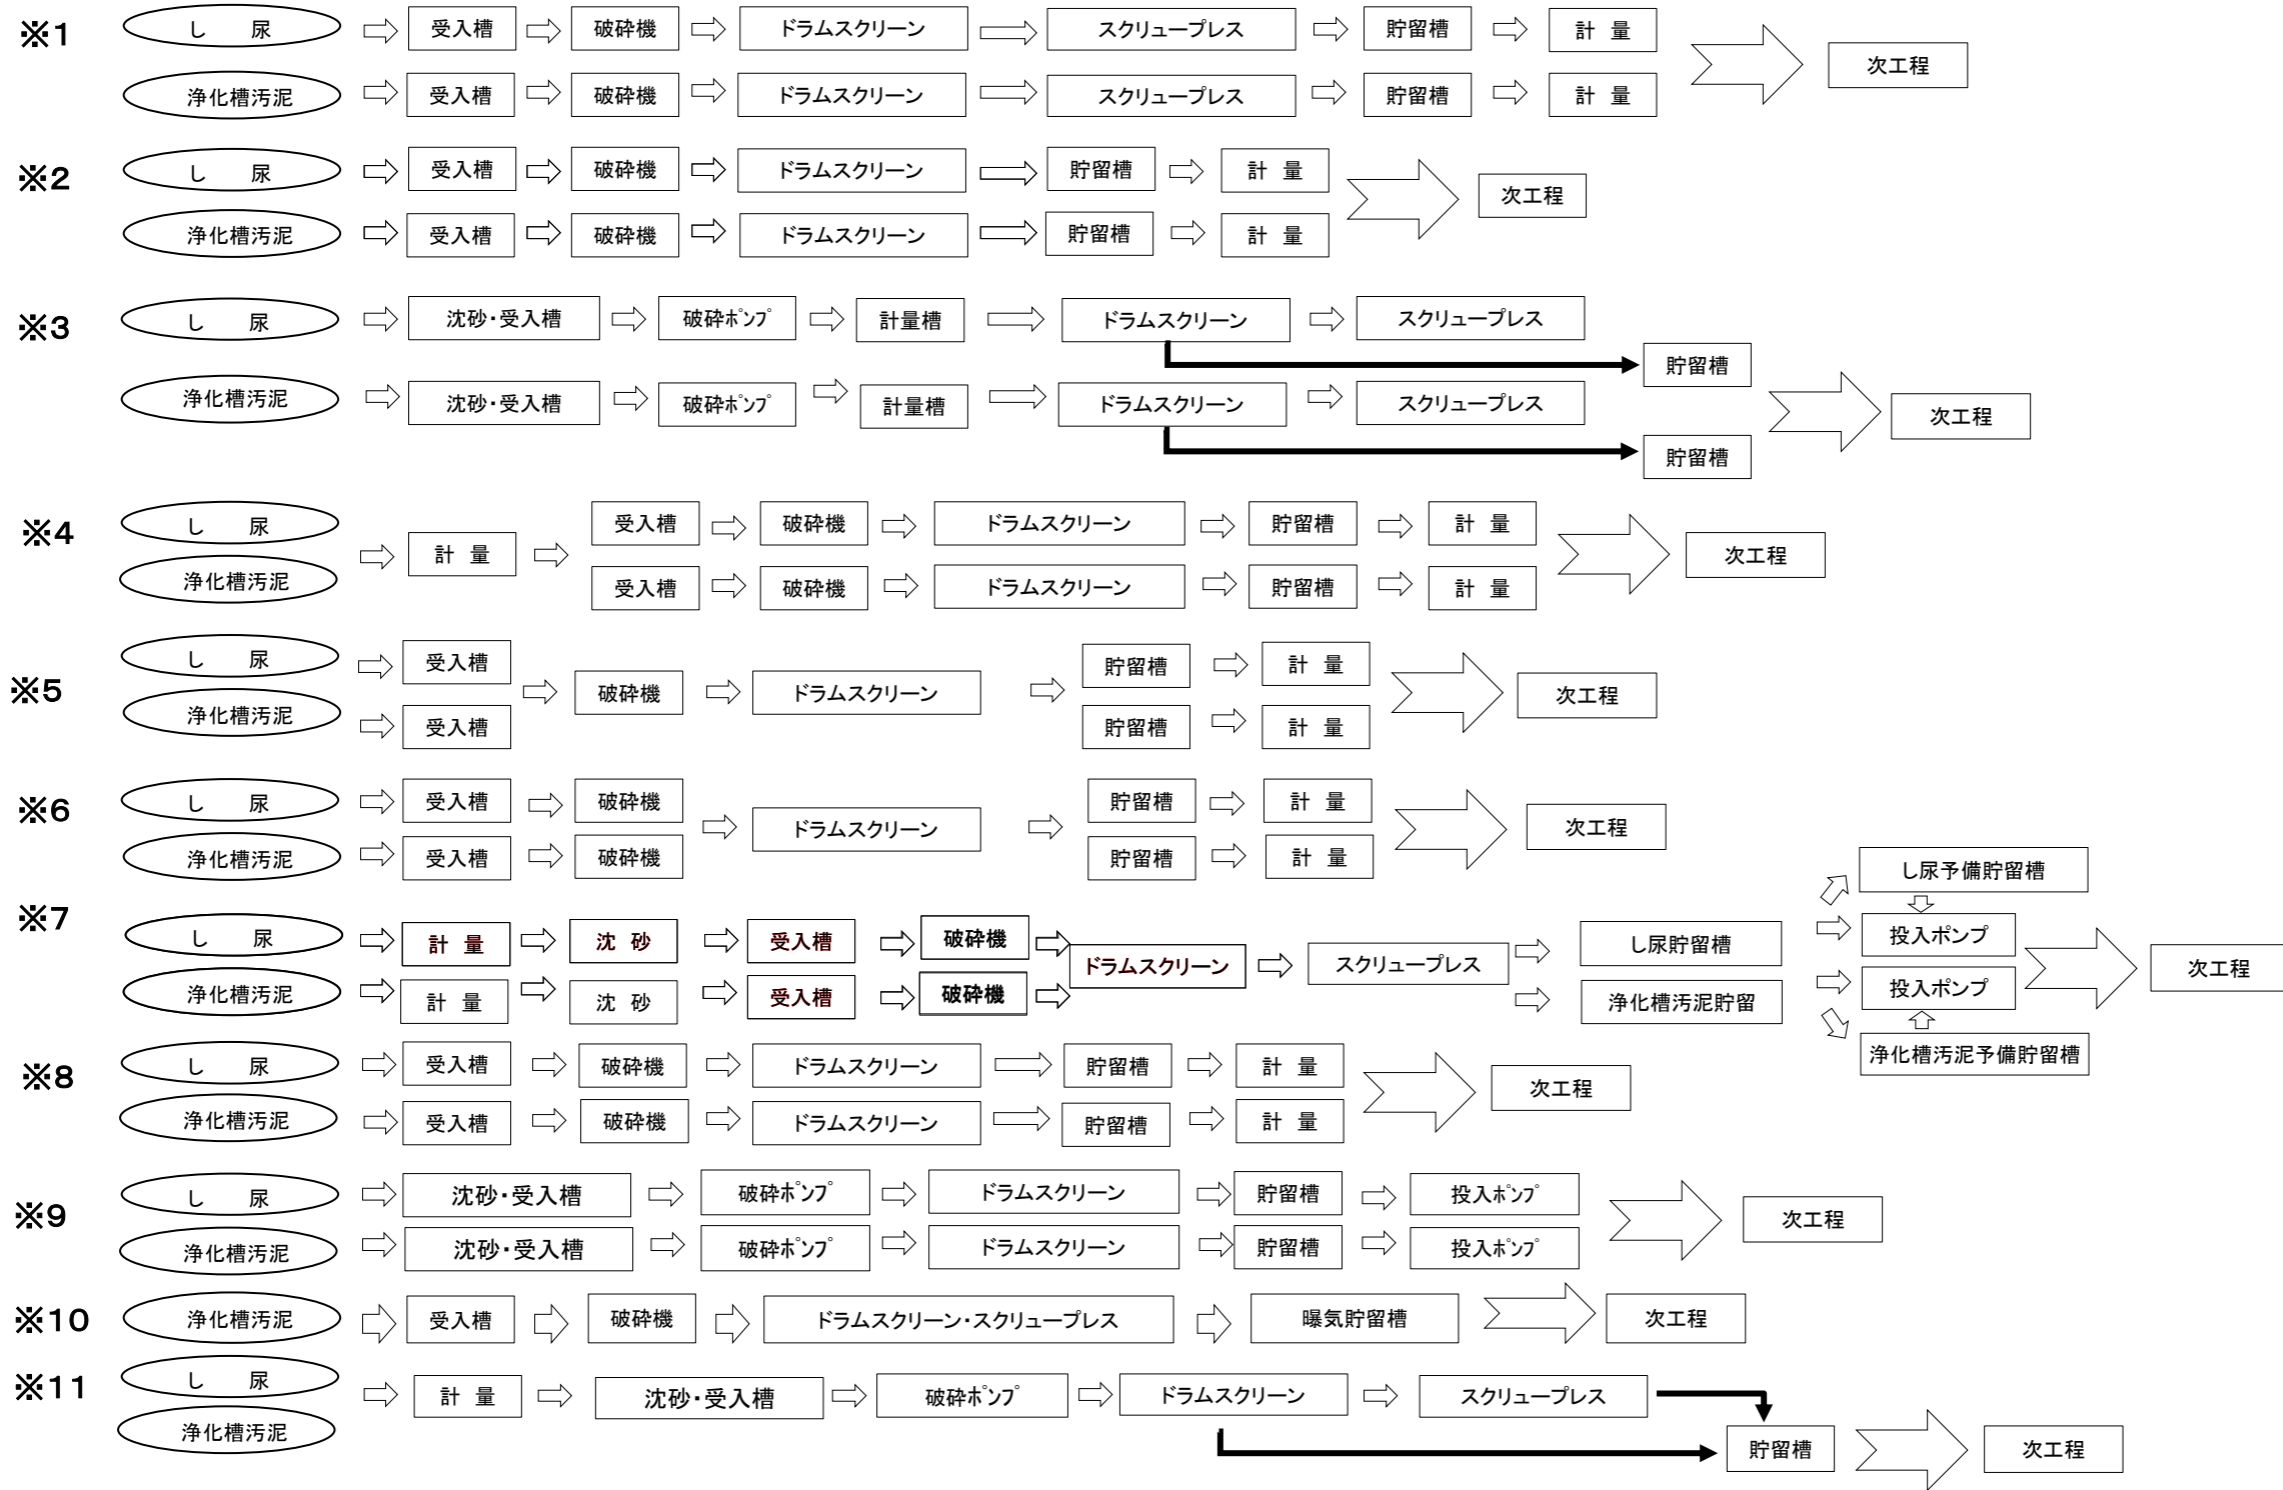 ※1
し 尿 受入槽 破砕機 ドラムスクリーン スクリュープレス 貯留槽 計 量
浄化槽汚泥 受入槽 破砕機 ドラムスクリーン スクリュープレス 貯留槽 計 量
次工程
※2
し 尿 受入槽 破砕機 ドラムスクリーン 貯留槽 計 量
浄化槽汚泥 受入槽 破砕機 ドラムスクリーン 貯留槽 計 量
次工程
※3
し 尿 沈砂・受入槽 破砕ﾎﾟﾝﾌﾟ 計量槽 ドラムスクリーン スクリュープレス
貯留槽
浄化槽汚泥 沈砂・受入槽 破砕ﾎﾟﾝﾌﾟ 計量槽 ドラムスクリーン スクリュープレス
貯留槽
次工程
※4
し 尿
浄化槽汚泥
計 量
受入槽 破砕機 ドラムスクリーン 貯留槽 計 量
受入槽 破砕機 ドラムスクリーン 貯留槽 計 量
次工程
※5
し 尿 受入槽
浄化槽汚泥 受入槽
破砕機 ドラムスクリーン
貯留槽 計 量
貯留槽 計 量
次工程
※6
し 尿 受入槽 破砕機
浄化槽汚泥 受入槽 破砕機
ドラムスクリーン
貯留槽 計 量
貯留槽 計 量
次工程
※7
し 尿 計 量 沈 砂 受入槽 破砕機
浄化槽汚泥 計 量 沈 砂 受入槽 破砕機
ドラムスクリーン スクリュープレス
し尿貯留槽
浄化槽汚泥貯留
し尿予備貯留槽
投入ポンプ
投入ポンプ
浄化槽汚泥予備貯留槽
次工程
※8
し 尿 受入槽 破砕機 ドラムスクリーン 貯留槽 計 量
浄化槽汚泥 受入槽 破砕機 ドラムスクリーン 貯留槽 計 量
次工程
※9
し 尿 沈砂・受入槽 破砕ﾎﾟﾝﾌﾟ ドラムスクリーン 貯留槽 投入ﾎﾟﾝﾌﾟ
浄化槽汚泥 沈砂・受入槽 破砕ﾎﾟﾝﾌﾟ ドラムスクリーン 貯留槽 投入ﾎﾟﾝﾌﾟ
次工程
※10
浄化槽汚泥 受入槽 破砕機 ドラムスクリーン・スクリュープレス 曝気貯留槽 次工程
※11
し 尿
浄化槽汚泥
計 量 沈砂・受入槽 破砕ﾎﾟﾝﾌﾟ ドラムスクリーン スクリュープレス
貯留槽 次工程